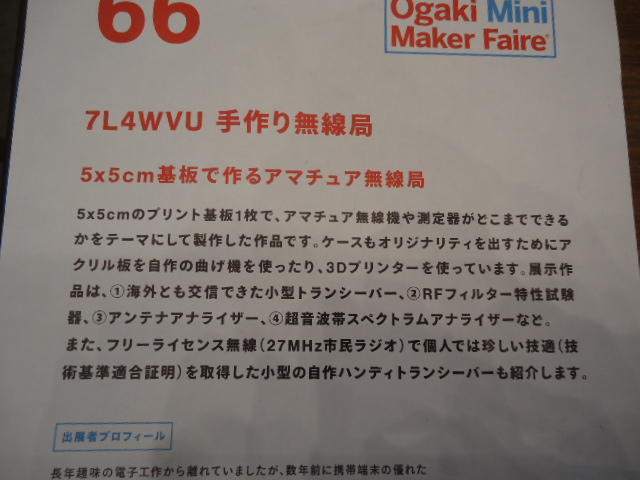 66
Ogaki Mini
Maker Faire®
7L4WVU 手作り無線局
5x5cm基板で作るアマチュア無線局
5x5cmのプリント基板1枚で、アマチュア無線機や測定器がどこまでできる
かをテーマにして製作した作品です。ケースもオリジナリティを出すためにア
クリル板を自作の曲げ機を使ったり、3Dプリンターを使っています。展示作
品は、①海外とも交信できた小型トランシーバー、②RFフィルター特性試験
器、③アンテナアナライザー、④超音波帯スペクトラムアナライザーなど。
また、フリーライセンス無線(27MHz市民ラジオ)で個人では珍しい技適(技
術基準適合証明)を取得した小型の自作ハンディトランシーバーも紹介します。
出展者プロフィール
長年趣味の電子工作から離れていましたが、数年前に携帯端末の優れた